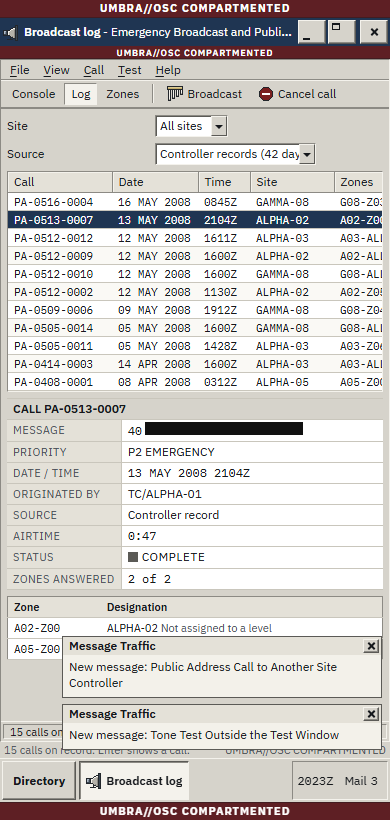 UMBRA//OSC COMPARTMENTED
Broadcast log - Emergency Broadcast and Publi...
UMBRA//OSC COMPARTMENTED
File View Call Test Help
Console Log Zones Broadcast Cancel call
Site All sites
Source Controller records (42 day
Call Date Time Site Zones
PA-0516-0004 16 MAY 2008 0845Z GAMMA-08 G08-Z03
PA-0513-0007 13 MAY 2008 2104Z ALPHA-02 A02-Z00
PA-0512-0012 12 MAY 2008 1611Z ALPHA-03 A03-ALL
PA-0512-0009 12 MAY 2008 1600Z ALPHA-02 A02-ALL
PA-0512-0010 12 MAY 2008 1600Z GAMMA-08 G08-ALL
PA-0512-0002 12 MAY 2008 1130Z ALPHA-02 A02-Z05
PA-0509-0006 09 MAY 2008 1912Z GAMMA-08 G08-Z04
PA-0505-0014 05 MAY 2008 1600Z GAMMA-08 G08-ALL
PA-0505-0011 05 MAY 2008 1428Z ALPHA-03 A03-Z06
PA-0414-0003 14 APR 2008 1600Z ALPHA-03 A03-ALL
PA-0408-0001 08 APR 2008 0312Z ALPHA-05 A05-Z00
CALL PA-0513-0007
MESSAGE 40
PRIORITY P2 EMERGENCY
DATE / TIME 13 MAY 2008 2104Z
ORIGINATED BY TC/ALPHA-01
SOURCE Controller record
AIRTIME 0:47
STATUS COMPLETE
ZONES ANSWERED 2 of 2
Zone Designation
A02-Z00 ALPHA-02 Not assigned to a level
A05-Z00
Message Traffic
New message: Public Address Call to Another Site
Controller
Message Traffic
New message: Tone Test Outside the Test Window
15 calls on
15 calls on record. Enter shows a call. UMBRA//OSC COMPARTMENTED
Directory Broadcast log 2023Z Mail 3
UMBRA//OSC COMPARTMENTED